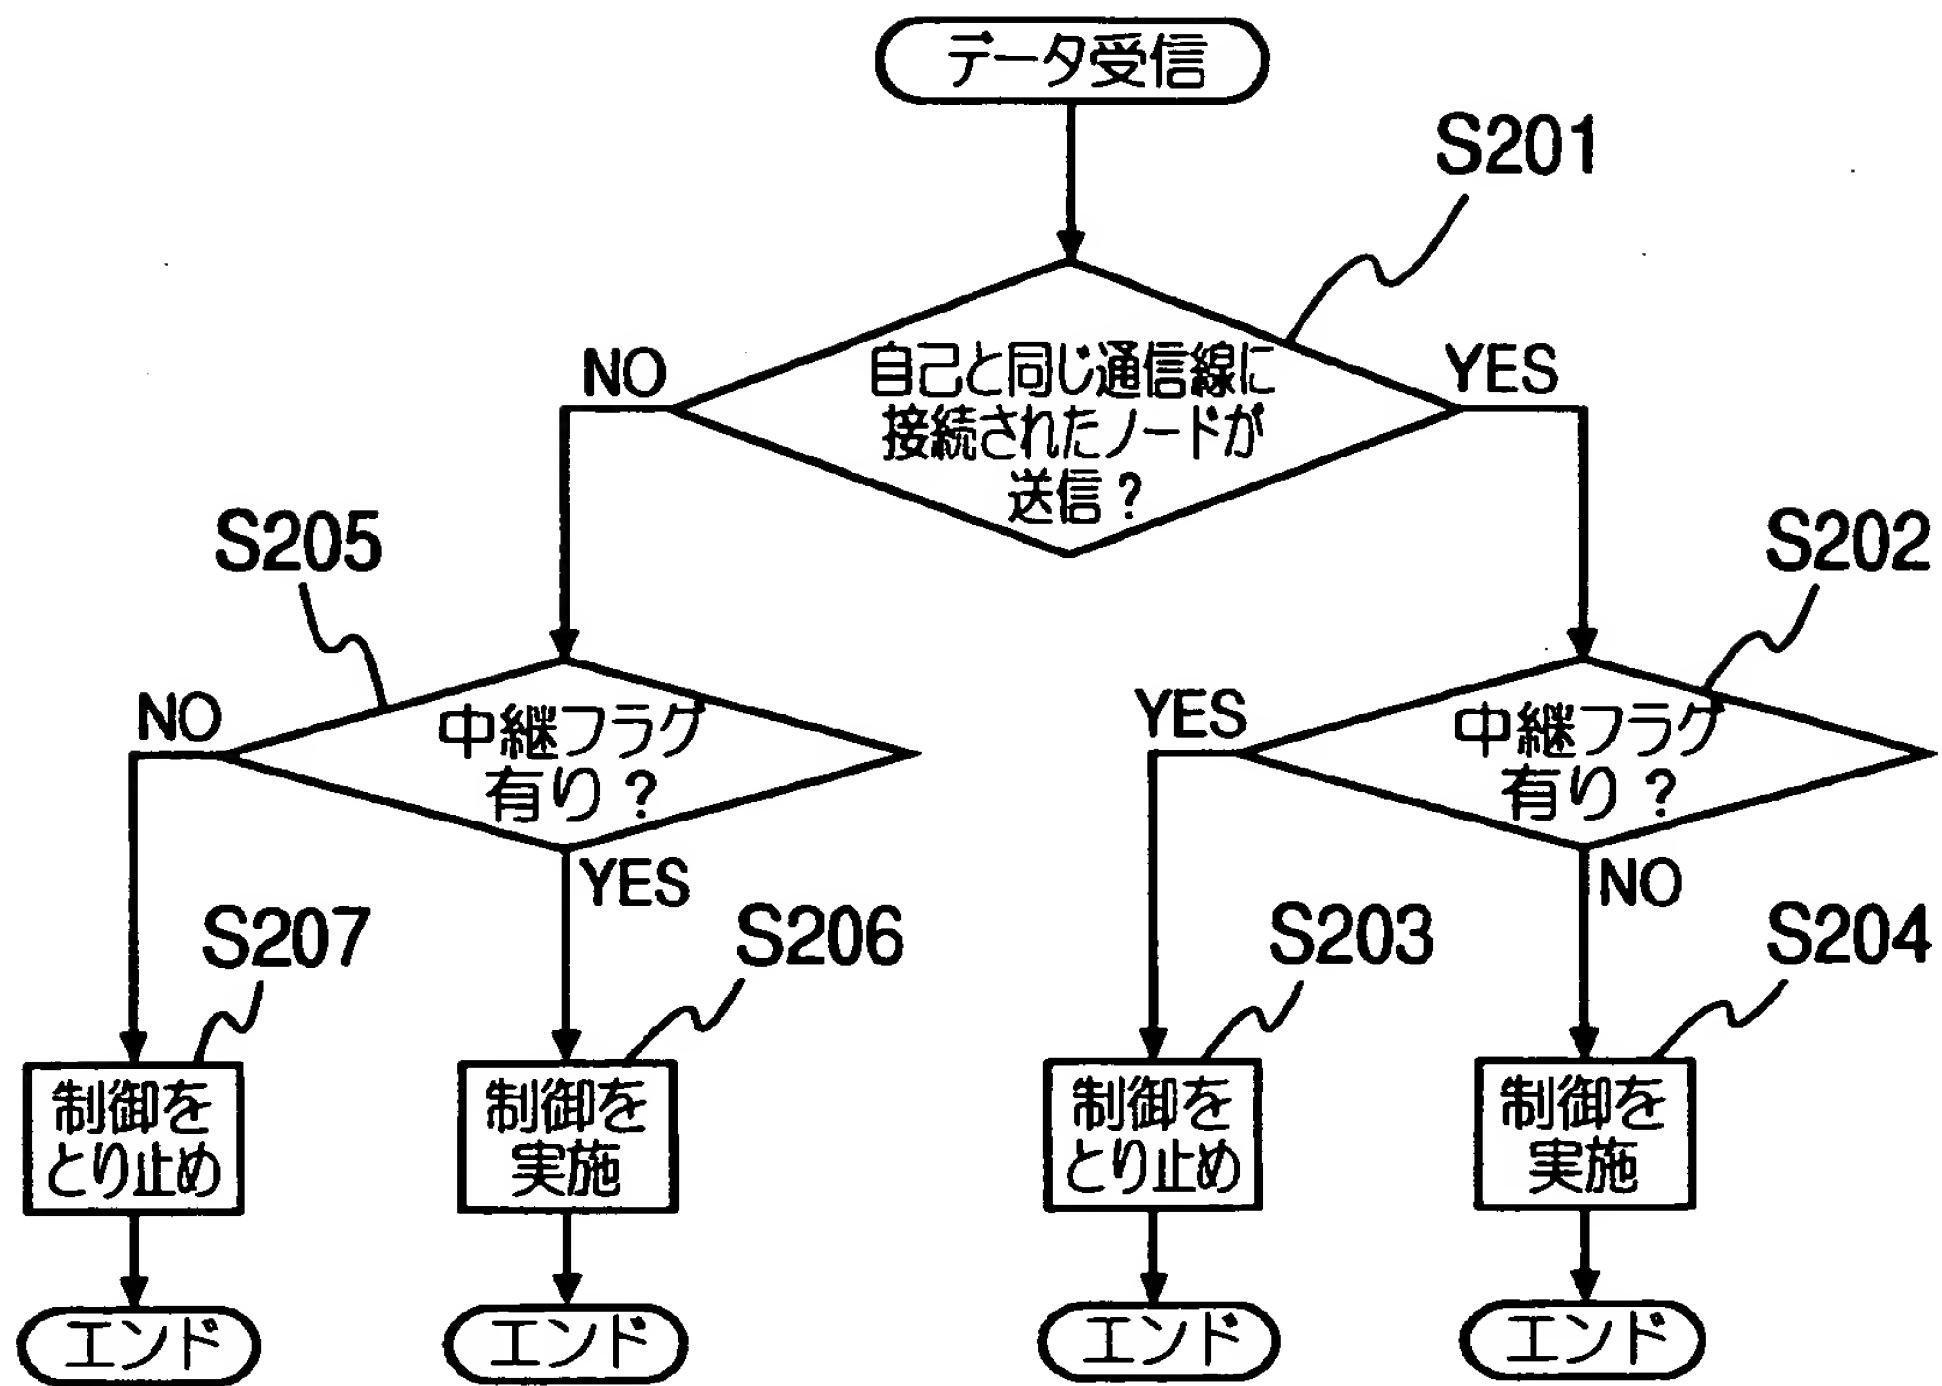 データ受信
S201
NO
YES
自己と同じ通信線に
接続されたノードが
送信?
S205
S202
NO
中継フラグ
有り?
YES
YES
中継フラグ
有り?
NO
S207
S206
S203
S204
制御を
とり止め
制御を
実施
制御を
とり止め
制御を
実施
エンド
エンド
エンド
エンド